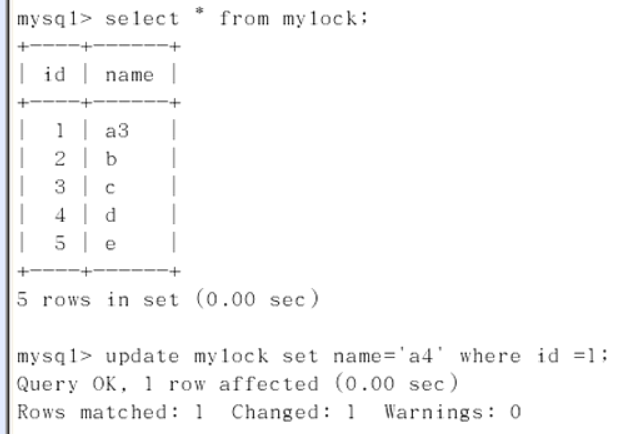 mysql> select * from mylock;
+----+------+
| id | name |
+----+------+
|  1 | a3   |
|  2 | b    |
|  3 | c    |
|  4 | d    |
|  5 | e    |
+----+------+
5 rows in set (0.00 sec)

mysql> update mylock set name='a4' where id =1;
Query OK, 1 row affected (0.00 sec)
Rows matched: 1  Changed: 1  Warnings: 0